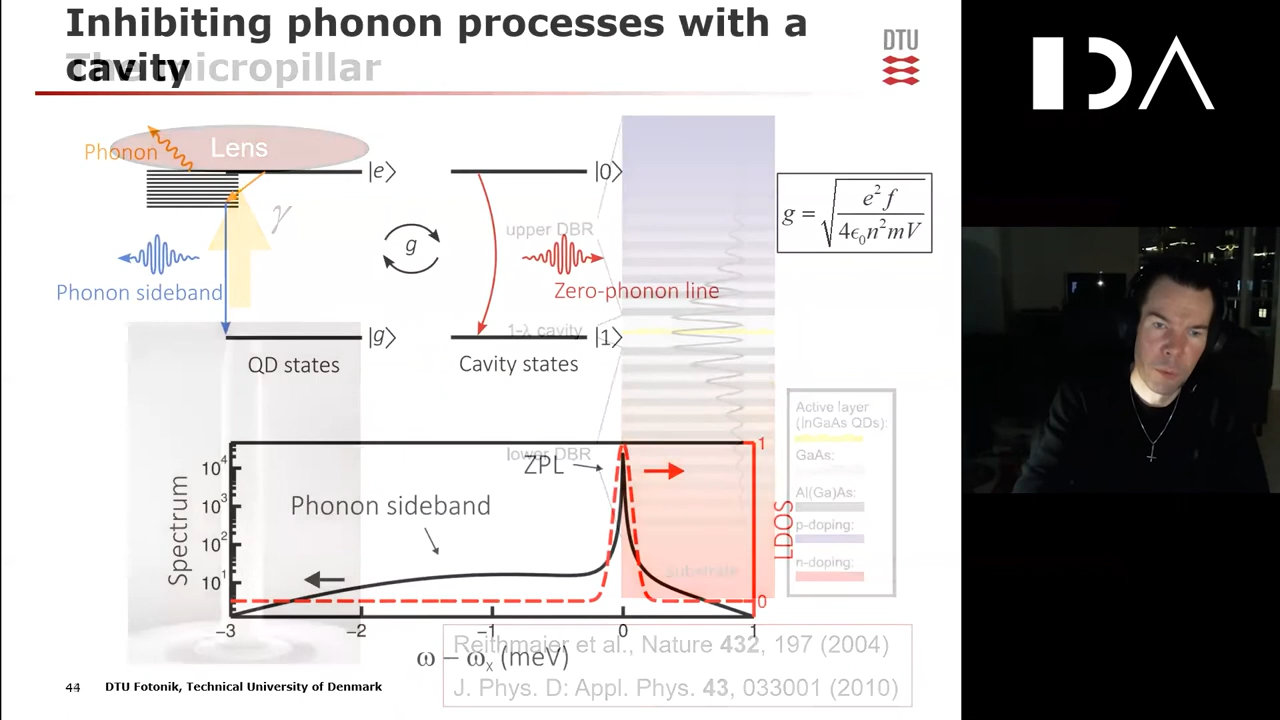 Inhibiting phonon processes with a
cavity
The micropillar
DTU
IDA
Lens
Phonon
|e⟩
|0⟩
γ
g
upper DBR
g = √(e² f / 4ϵ₀n²mV)
Phonon sideband
Zero-phonon line
1-λ cavity
|g⟩
|1⟩
QD states
Cavity states
Active layer
(InGaAs QDs):
GaAs:
Al(Ga)As:
p-doping:
n-doping:
lower DBR
ZPL
Phonon sideband
substrate
Spectrum
10⁴
10³
10²
10¹
LDOS
1
0
−3
−2
−1
0
1
ω − ωₓ (meV)
Reithmaier et al., Nature 432, 197 (2004)
J. Phys. D: Appl. Phys. 43, 033001 (2010)
44 DTU Fotonik, Technical University of Denmark